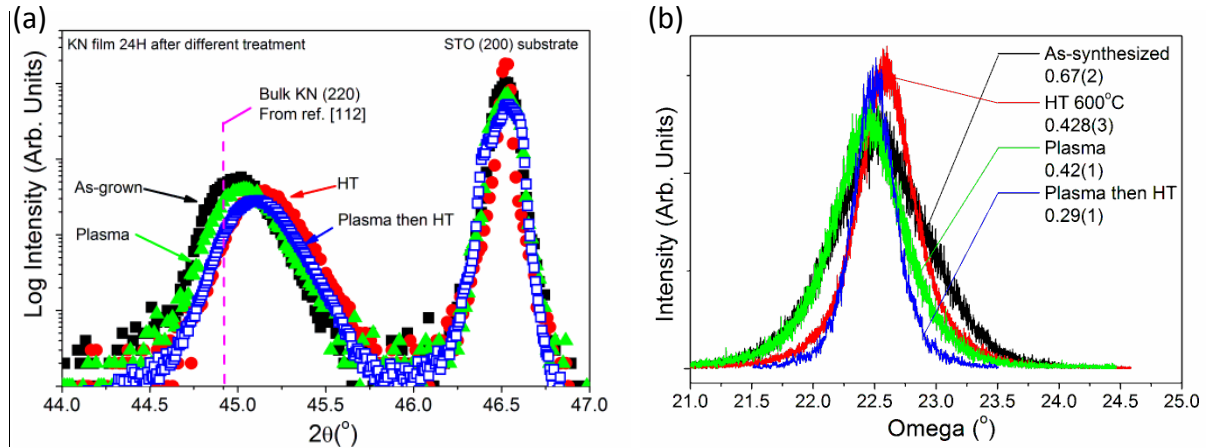 (a)
KN film 24H after different treatment
STO (200) substrate
Bulk KN (220)
From ref. [112]
As-grown
HT
Plasma
Plasma then HT
Log Intensity (Arb. Units)
44.0 44.5 45.0 45.5 46.0 46.5 47.0
2θ(°)
(b)
As-synthesized
0.67(2)
HT 600°C
0.428(3)
Plasma
0.42(1)
Plasma then HT
0.29(1)
Intensity (Arb. Units)
21.0 21.5 22.0 22.5 23.0 23.5 24.0 24.5 25.0
Omega (°)